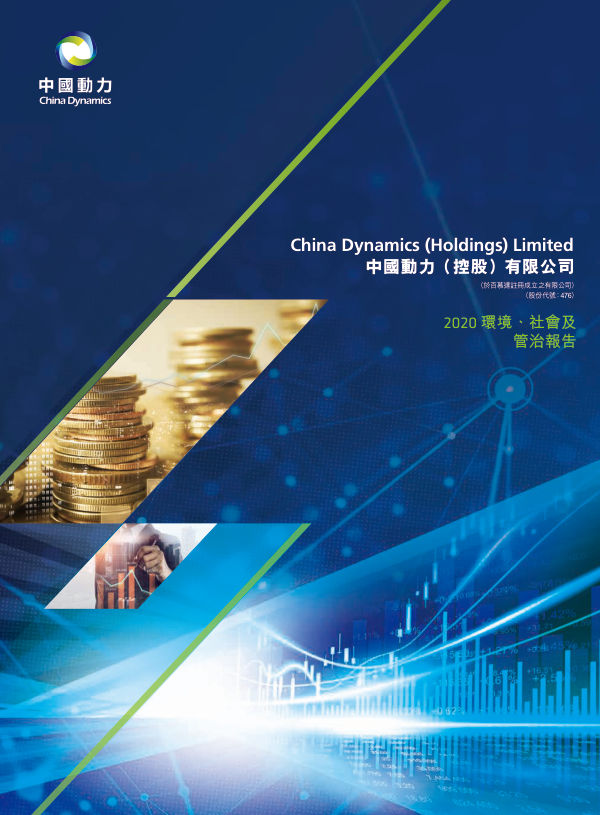 中國動力
China Dynamics
China Dynamics (Holdings) Limited
中國動力（控股）有限公司
（於百慕達註冊成立之有限公司）
（股份代號：476）
2020 環境、社會及
管治報告